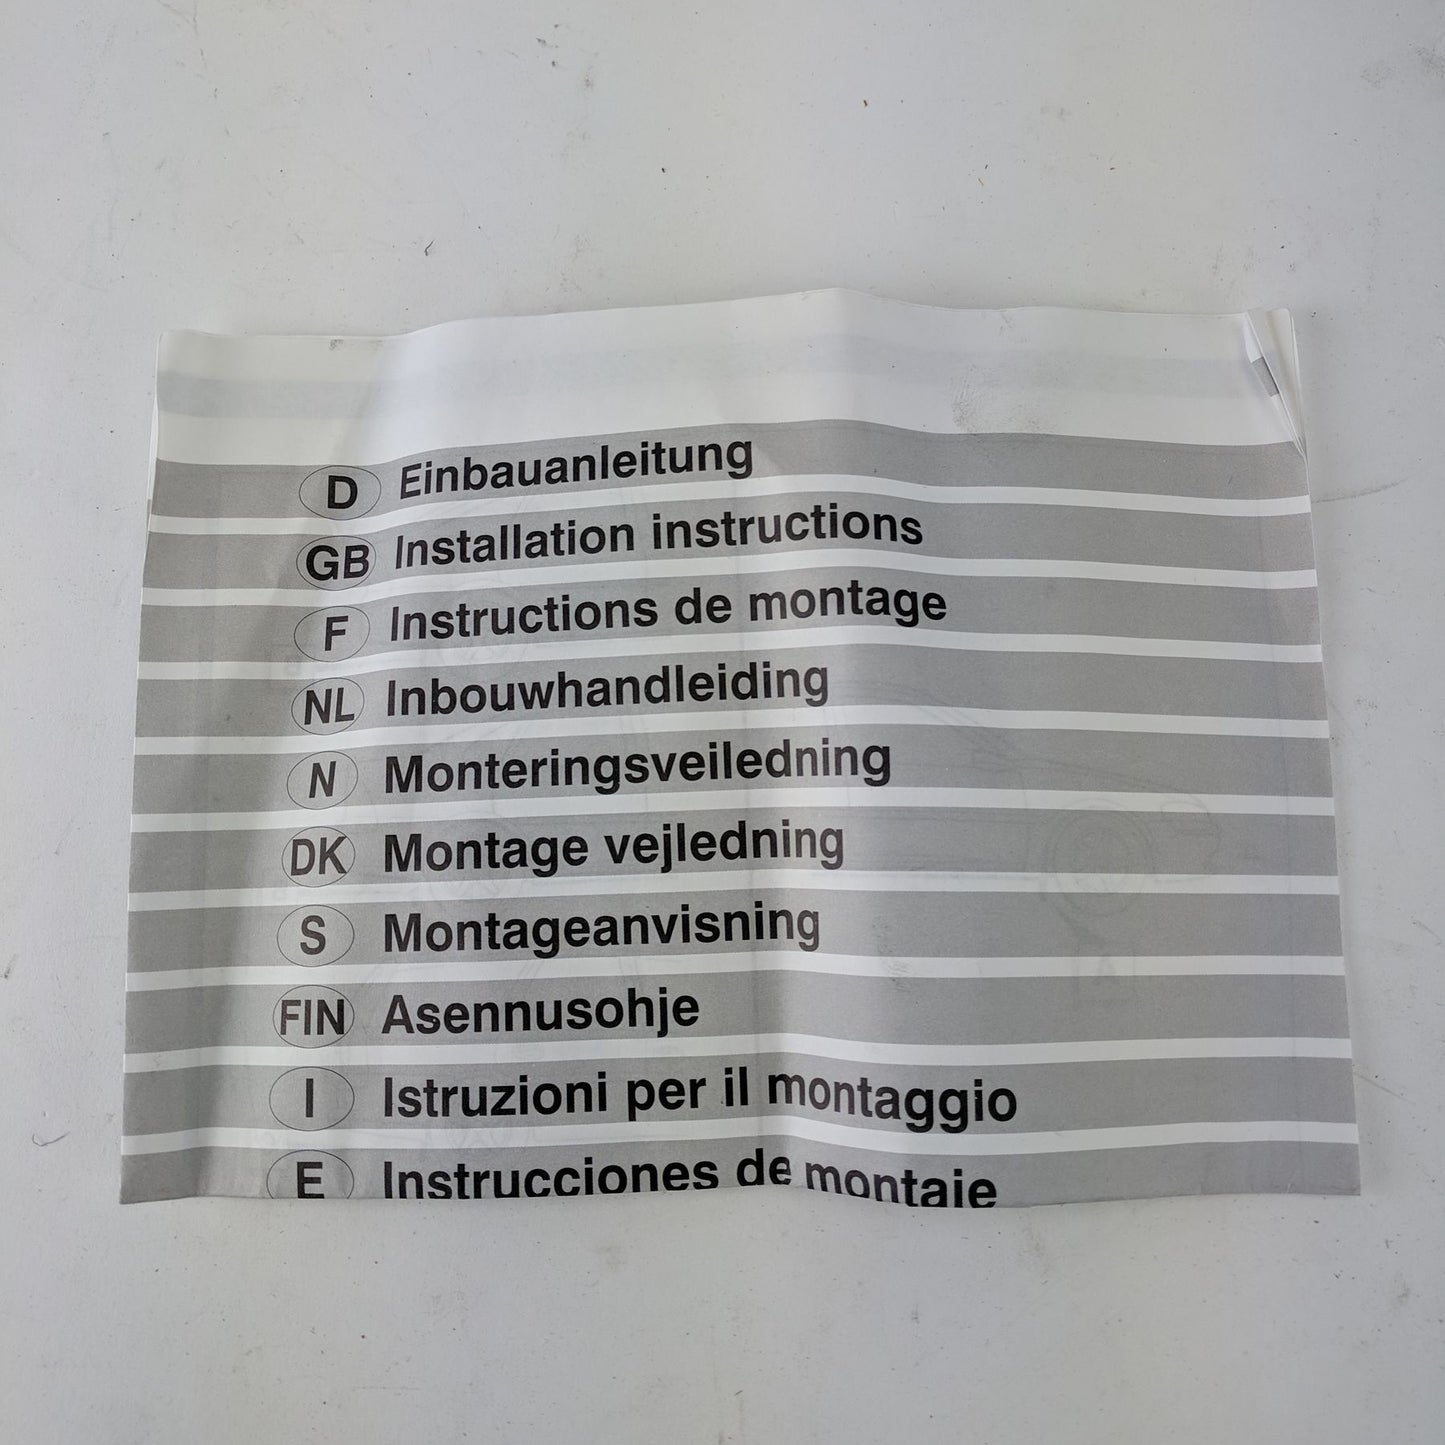 D Einbauanleitung
GB Installation instructions
F Instructions de montage
NL Inbouwhandleiding
N Monteringsveiledning
DK Montage vejledning
S Montageanvisning
FIN Asennusohje
I Istruzioni per il montaggio
E Instrucciones de montaje